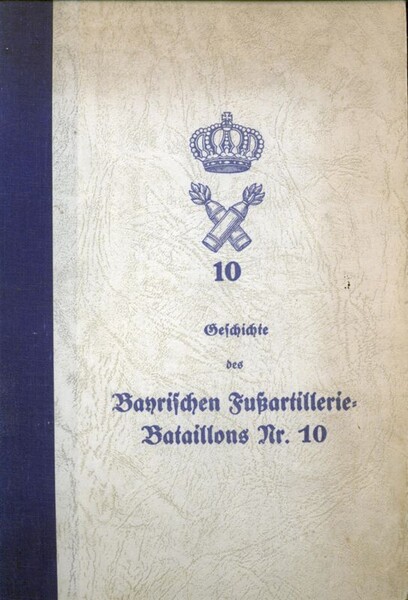 10
Geschichte
des
Bayrischen Fußartillerie-
Bataillons Nr. 10